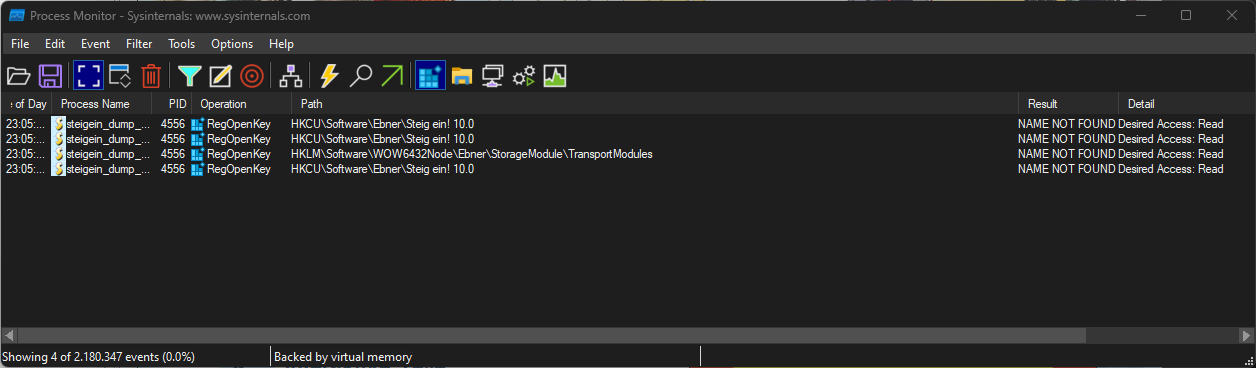 Process Monitor - Sysinternals: www.sysinternals.com
File Edit Event Filter Tools Options Help
of Day Process Name PID Operation Path Result Detail
23:05:... steigein_dump_... 4556 RegOpenKey HKCU\Software\Ebner\Steig ein! 10.0 NAME NOT FOUND Desired Access: Read
23:05:... steigein_dump_... 4556 RegOpenKey HKCU\Software\Ebner\Steig ein! 10.0 NAME NOT FOUND Desired Access: Read
23:05:... steigein_dump_... 4556 RegOpenKey HKLM\Software\WOW6432Node\Ebner\StorageModule\TransportModules NAME NOT FOUND Desired Access: Read
23:05:... steigein_dump_... 4556 RegOpenKey HKCU\Software\Ebner\Steig ein! 10.0 NAME NOT FOUND Desired Access: Read
Showing 4 of 2.180.347 events (0.0%) Backed by virtual memory